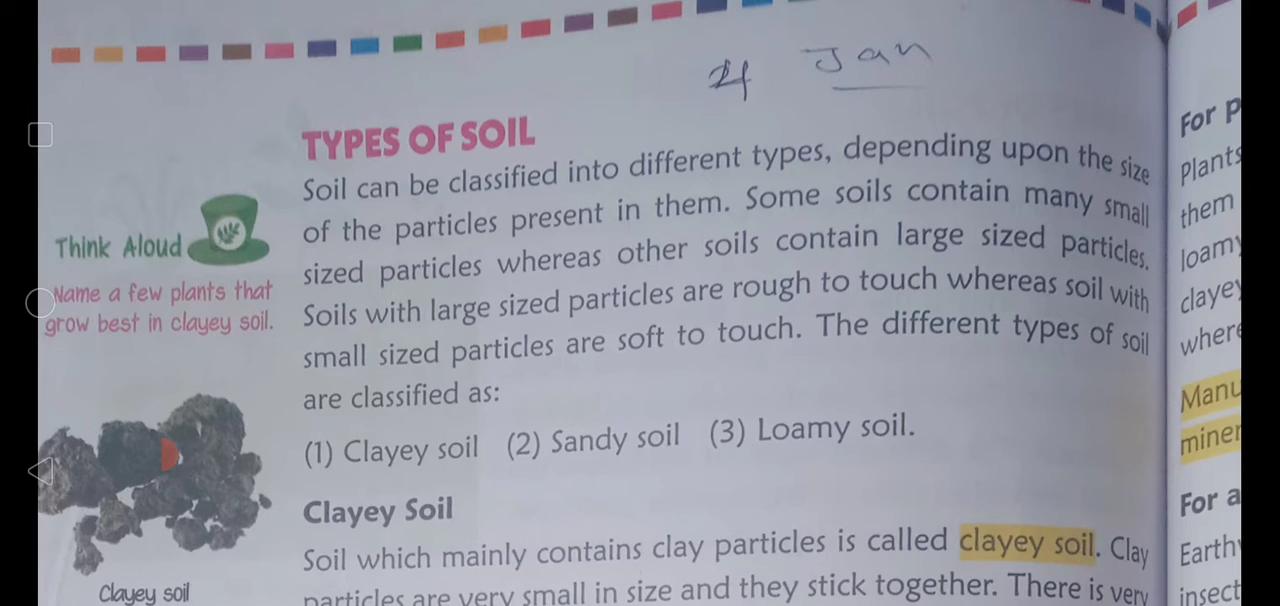 4 Jan
TYPES OF SOIL
Soil can be classified into different types, depending upon the size
of the particles present in them. Some soils contain many small
sized particles whereas other soils contain large sized particles.
Soils with large sized particles are rough to touch whereas soil with
small sized particles are soft to touch. The different types of soil
are classified as:
(1) Clayey soil (2) Sandy soil (3) Loamy soil.
Clayey Soil
Soil which mainly contains clay particles is called clayey soil. Clay
particles are very small in size and they stick together. There is very
Think Aloud
Name a few plants that
grow best in clayey soil.
Clayey soil
For
Plants
them
loamy
clayey
where
For a
Earth
insect